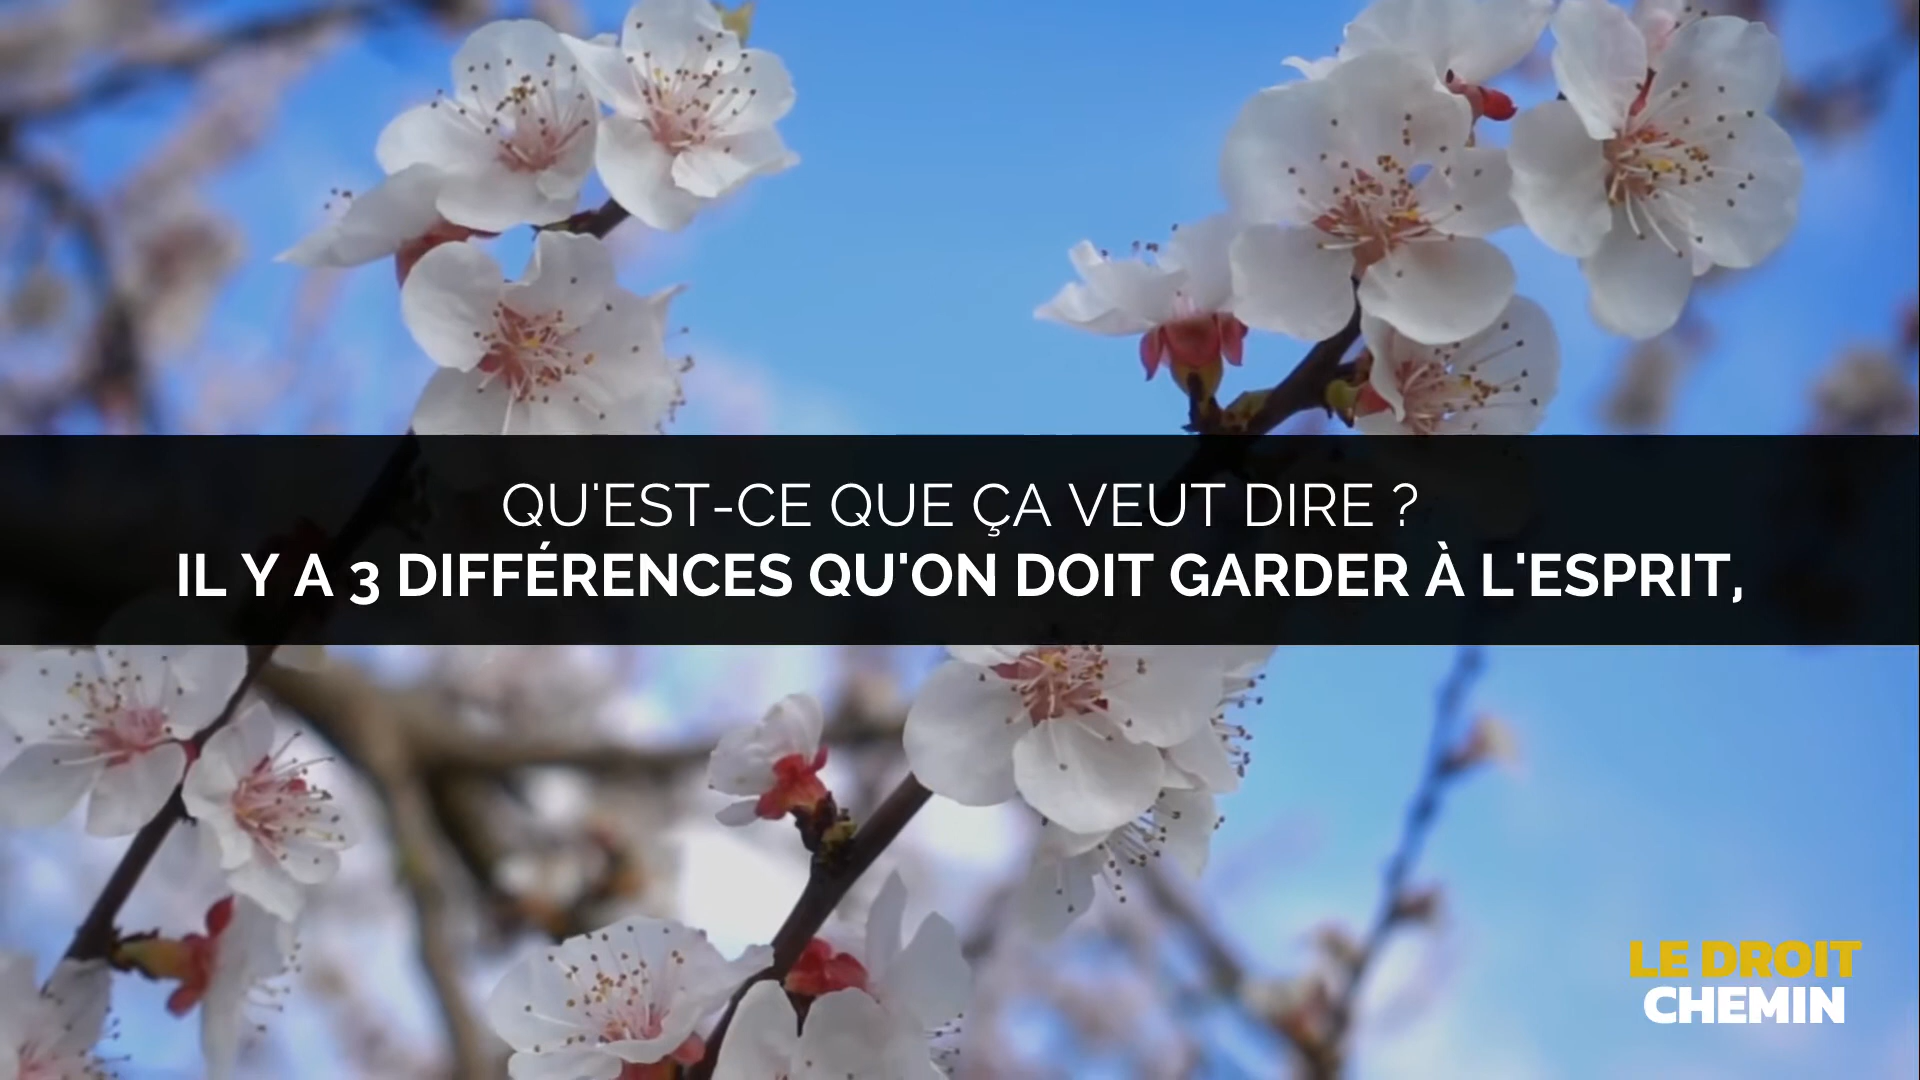 QU'EST-CE QUE ÇA VEUT DIRE ?
IL Y A 3 DIFFÉRENCES QU'ON DOIT GARDER À L'ESPRIT,
LE DROIT
CHEMIN